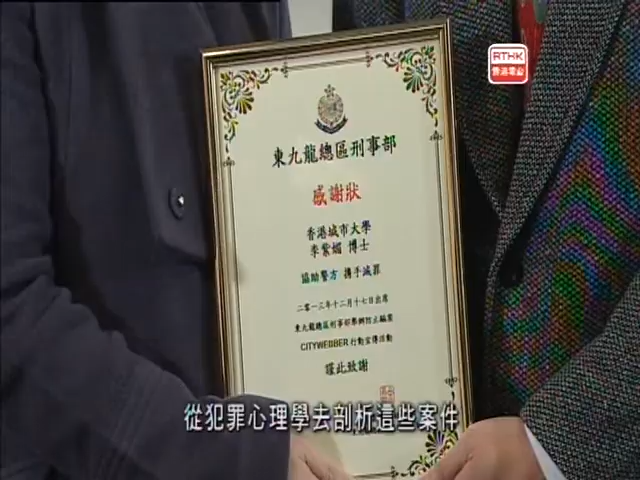 RTHK
香港電台
東九龍總區刑事部
感謝狀
香港城市大學
李紫媚 博士
協助警方 携手滅罪
二零一三年十二月十七日出席
東九龍總區刑事部舉辦防止騙案
CITYWEBBER 行動宣傳活動
謹此致謝
從犯罪心理學去剖析這些案件